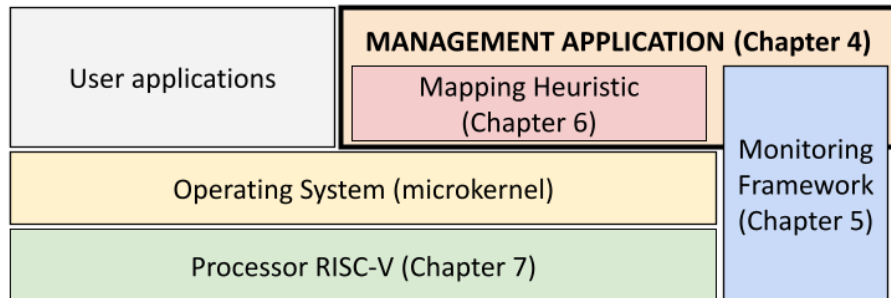 User applications
MANAGEMENT APPLICATION (Chapter 4)
Mapping Heuristic
(Chapter 6)
Monitoring
Framework
(Chapter 5)
Operating System (microkernel)
Processor RISC-V (Chapter 7)